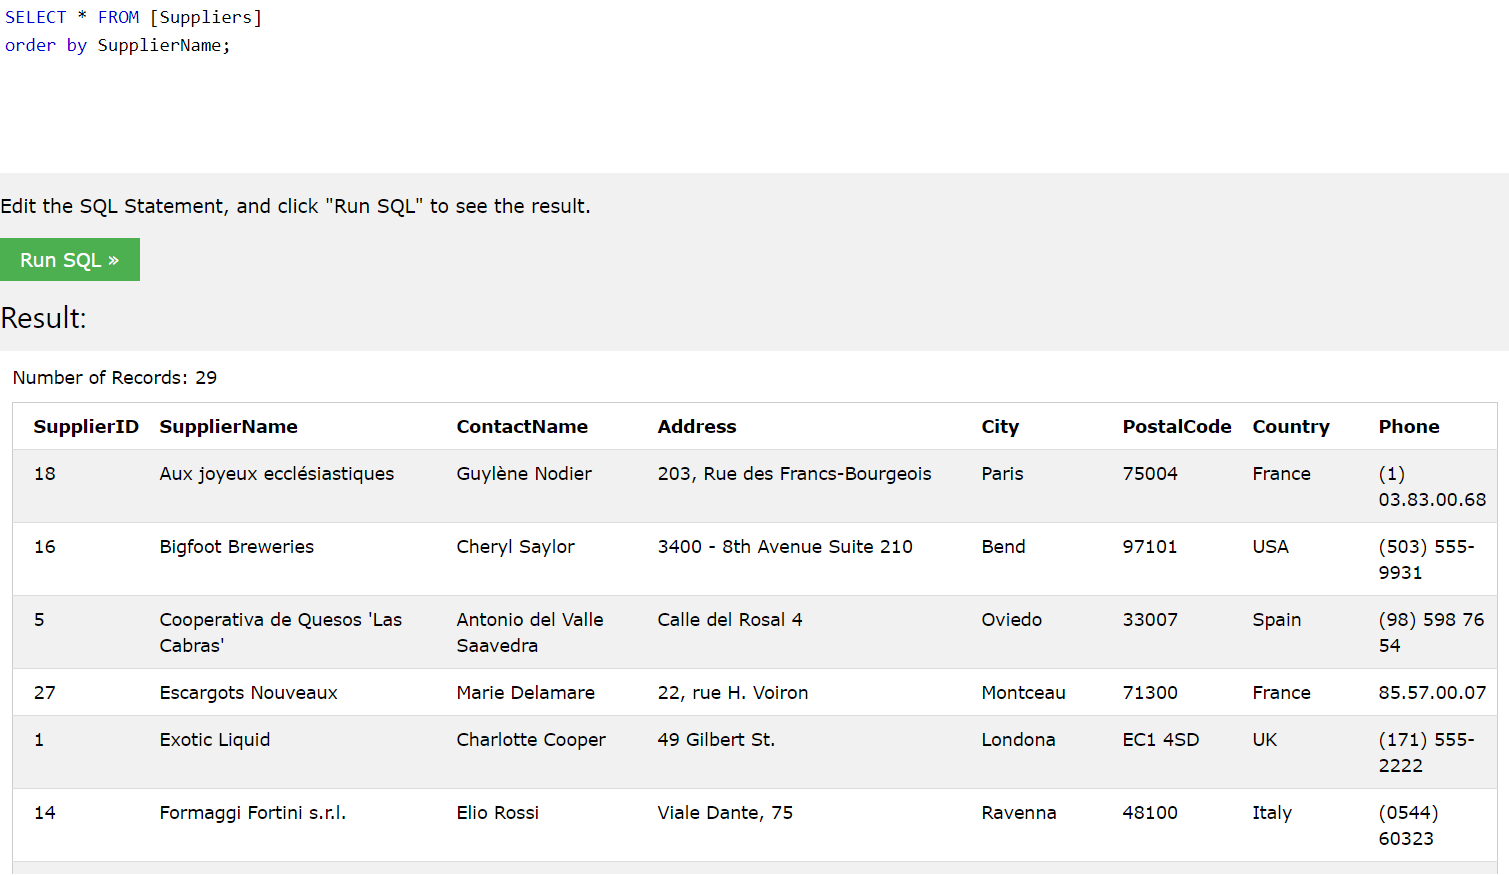 SELECT * FROM [Suppliers]
order by SupplierName;
Edit the SQL Statement, and click "Run SQL" to see the result.
Run SQL »
Result:
Number of Records: 29
SupplierID SupplierName ContactName Address City PostalCode Country Phone
18 Aux joyeux ecclésiastiques Guylène Nodier 203, Rue des Francs-Bourgeois Paris 75004 France (1)
03.83.00.68
16 Bigfoot Breweries Cheryl Saylor 3400 - 8th Avenue Suite 210 Bend 97101 USA (503) 555-
9931
5 Cooperativa de Quesos 'Las Antonio del Valle Calle del Rosal 4 Oviedo 33007 Spain (98) 598 76
Cabras' Saavedra 54
27 Escargots Nouveaux Marie Delamare 22, rue H. Voiron Montceau 71300 France 85.57.00.07
1 Exotic Liquid Charlotte Cooper 49 Gilbert St. Londona EC1 4SD UK (171) 555-
2222
14 Formaggi Fortini s.r.l. Elio Rossi Viale Dante, 75 Ravenna 48100 Italy (0544)
60323